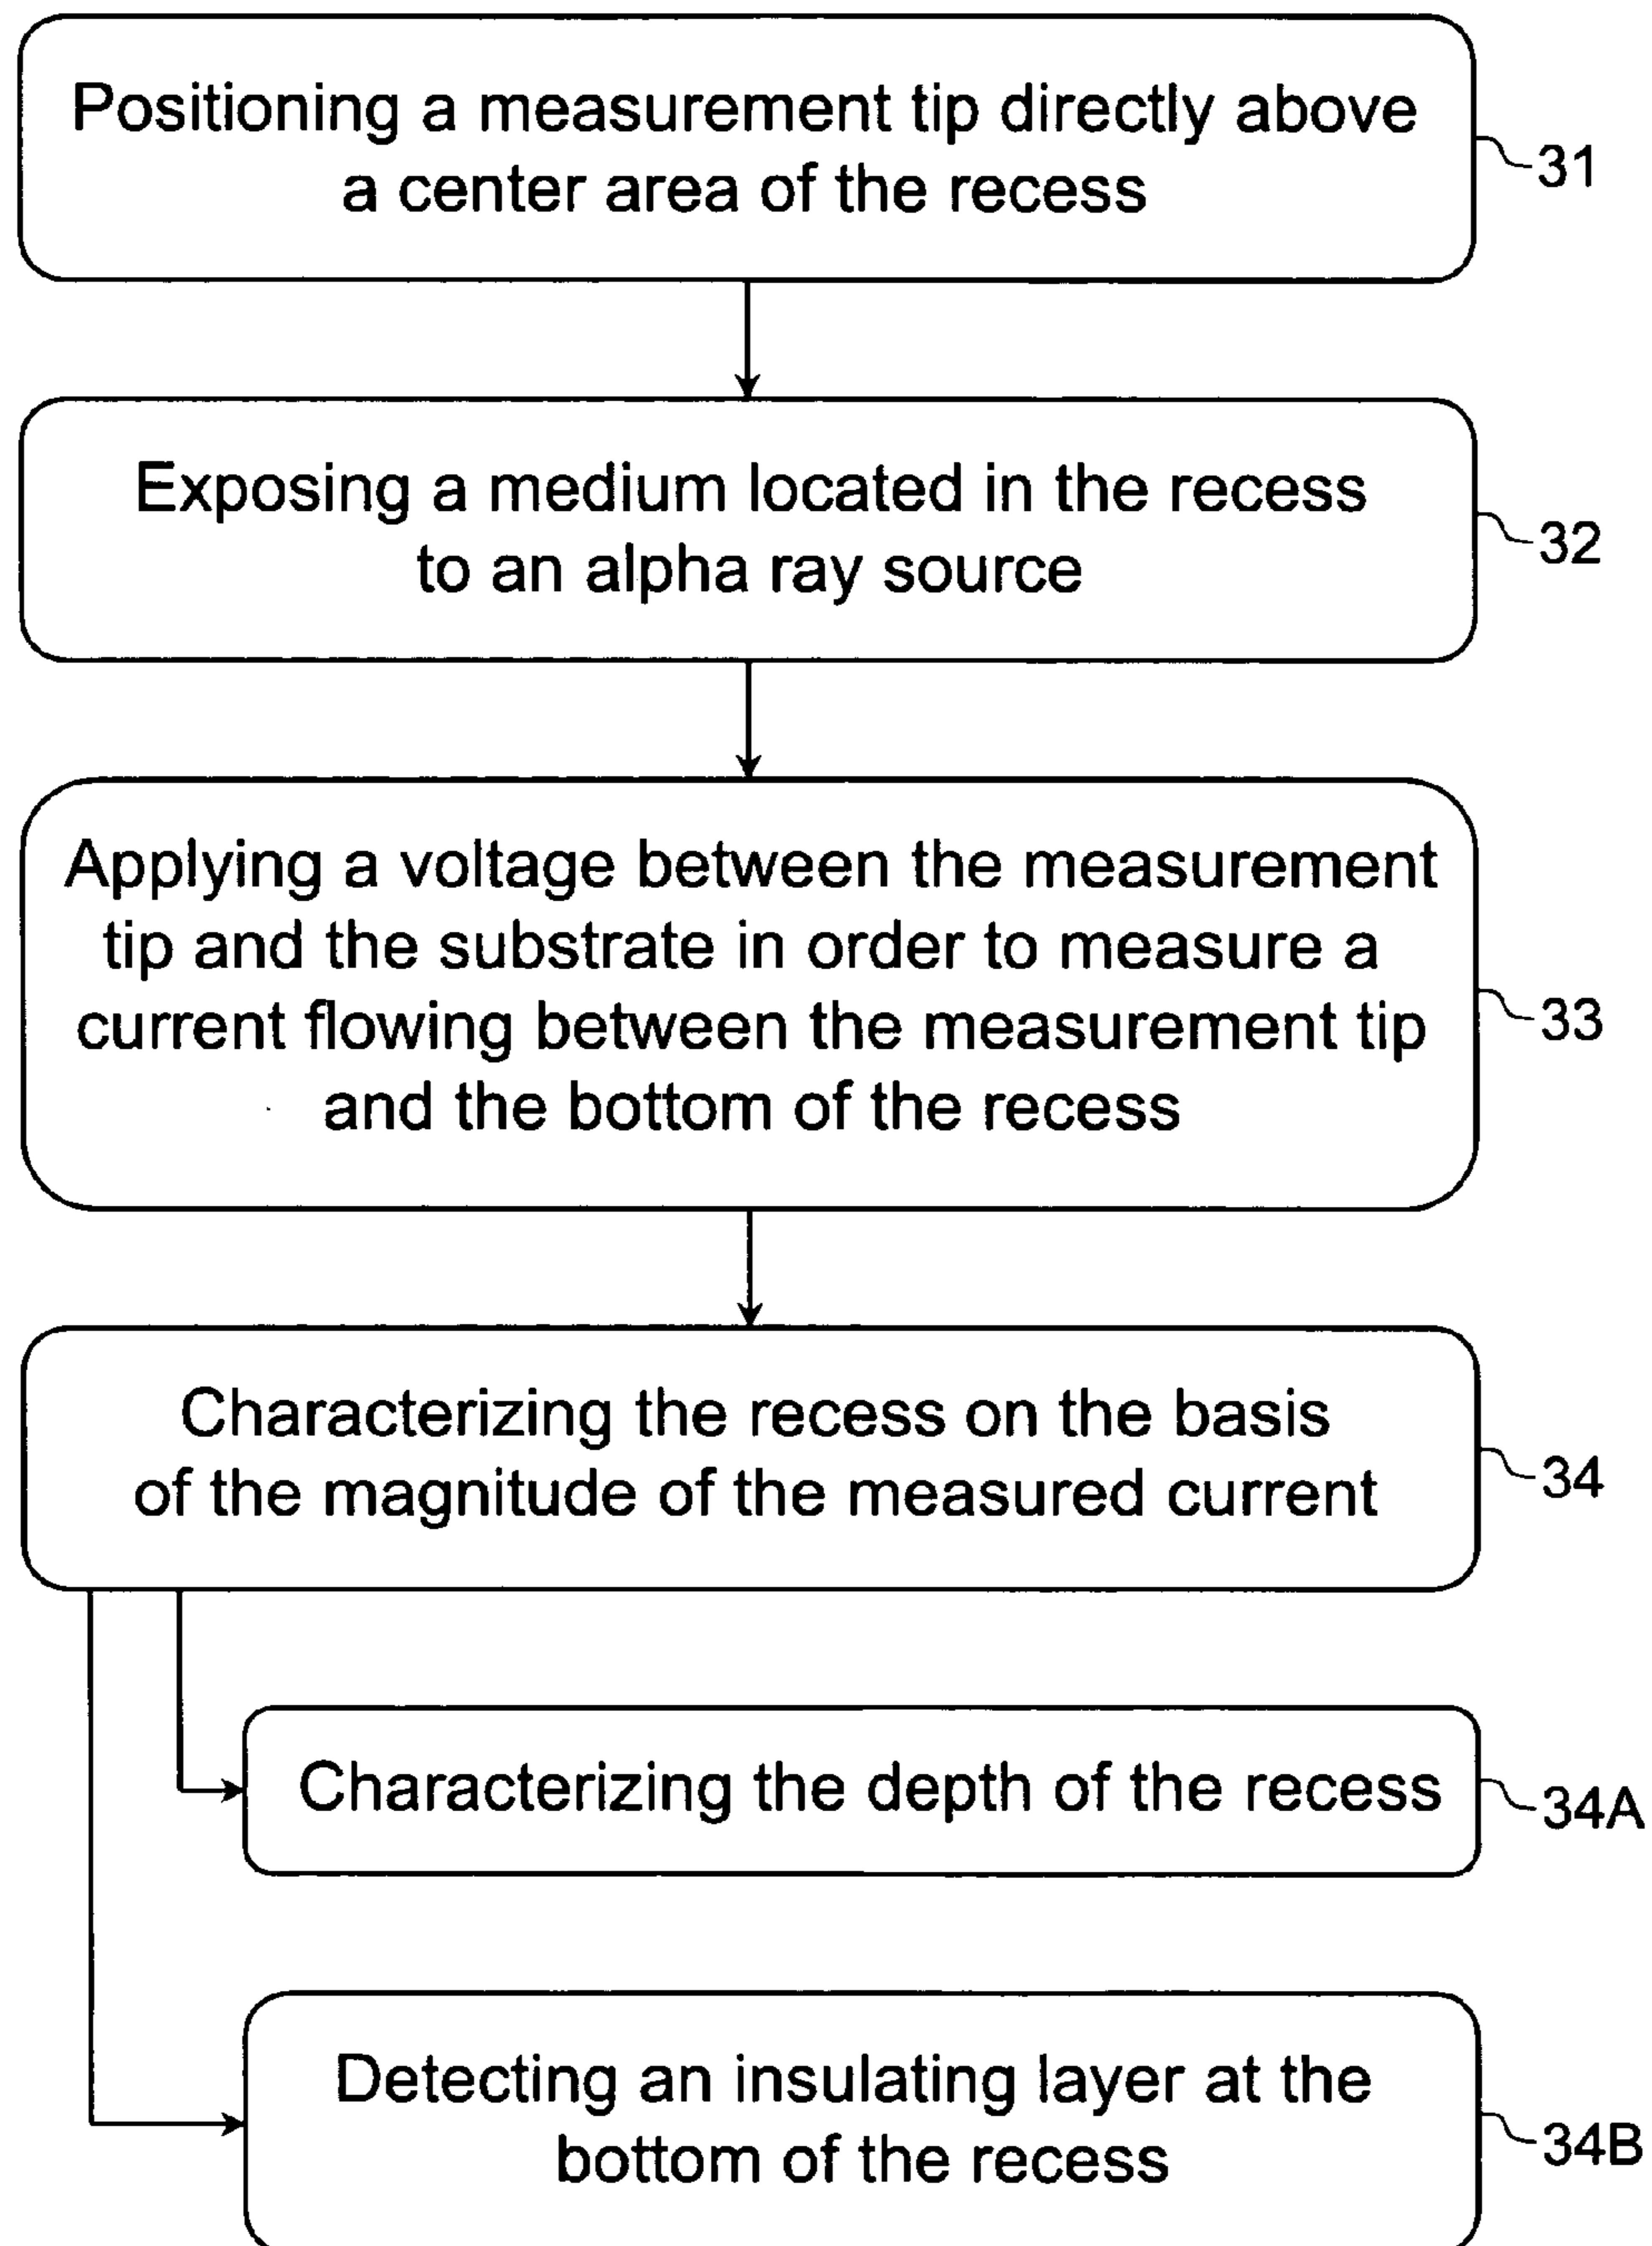 Positioning a measurement tip directly above
a center area of the recess
31
Exposing a medium located in the recess
to an alpha ray source
32
Applying a voltage between the measurement
tip and the substrate in order to measure a
current flowing between the measurement tip
and the bottom of the recess
33
Characterizing the recess on the basis
of the magnitude of the measured current
34
Characterizing the depth of the recess
34A
Detecting an insulating layer at the
bottom of the recess
34B